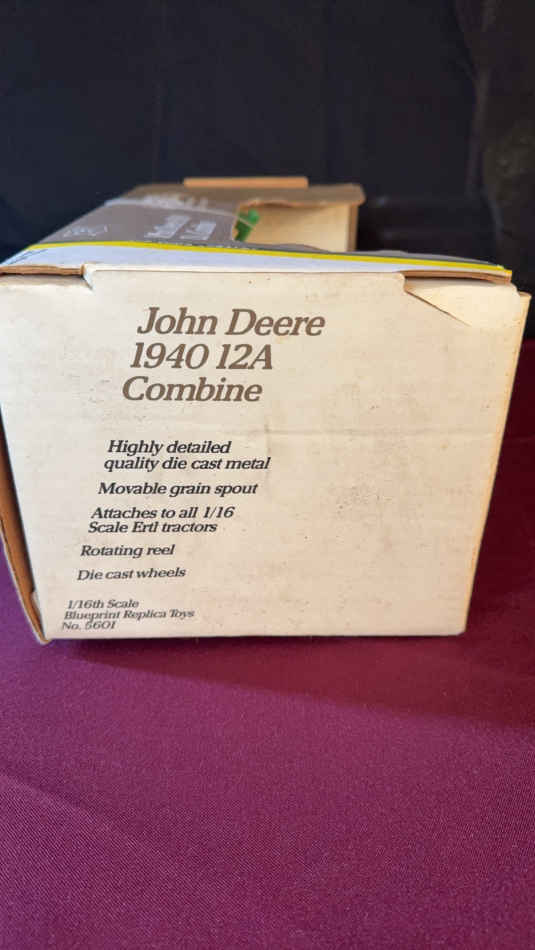 John Deere
1940 12A
Combine
Highly detailed
quality die cast metal
Movable grain spout
Attaches to all 1/16
Scale Ertl tractors
Rotating reel
Die cast wheels
1/16th Scale
Blueprint Replica Toys
No. 5601